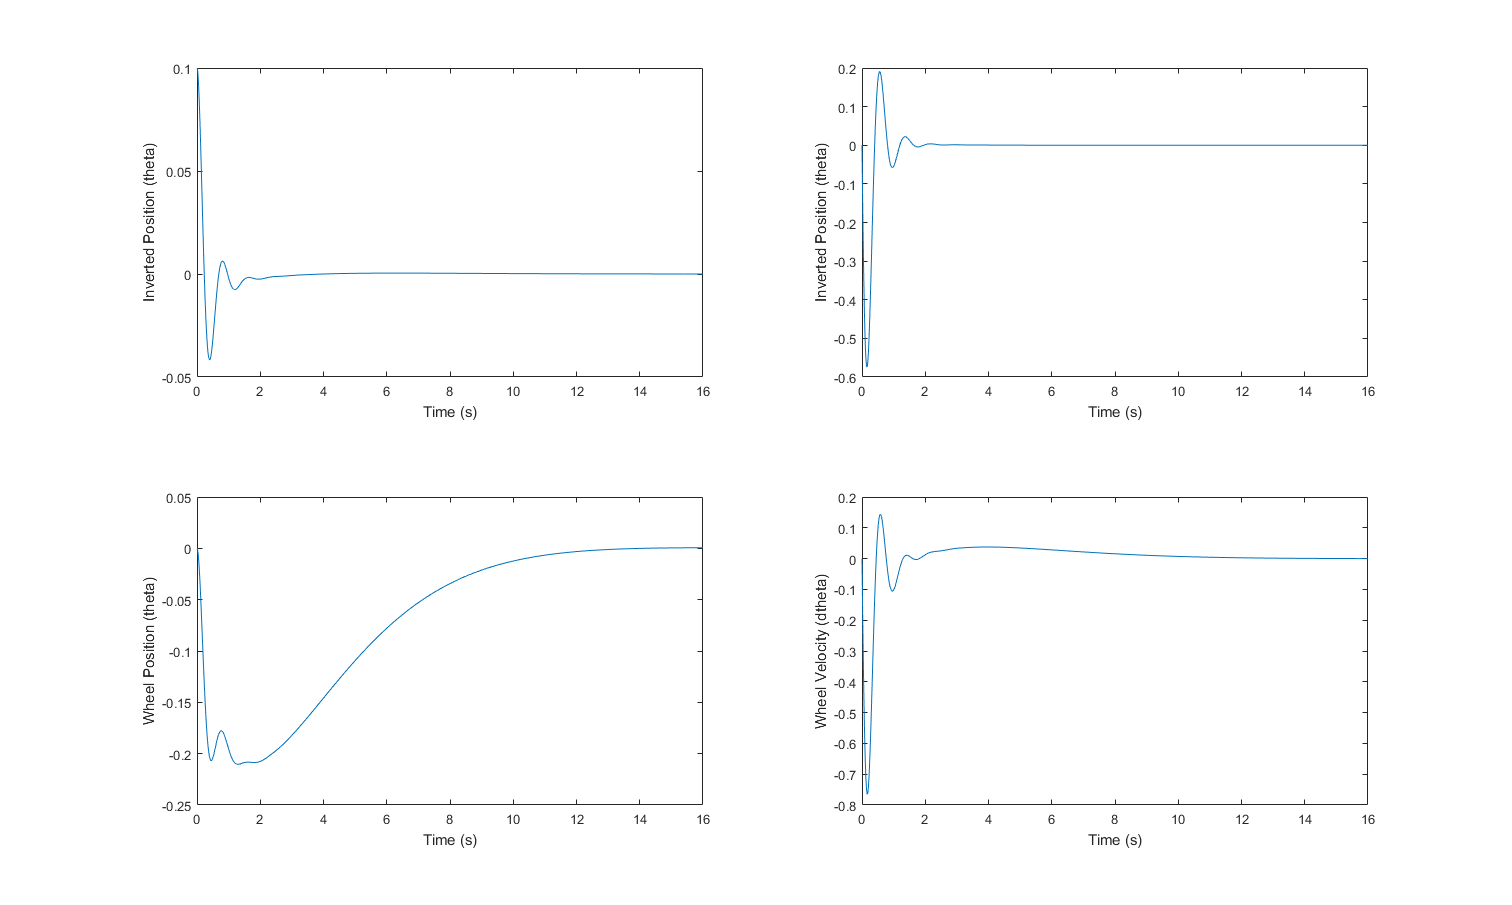 0.1
0.05
0
-0.05
Inverted Position (theta)
0 2 4 6 8 10 12 14 16
Time (s)
0.2
0.1
0
-0.1
-0.2
-0.3
-0.4
-0.5
-0.6
Inverted Position (theta)
0 2 4 6 8 10 12 14 16
Time (s)
0.05
0
-0.05
-0.1
-0.15
-0.2
-0.25
Wheel Position (theta)
0 2 4 6 8 10 12 14 16
Time (s)
0.2
0.1
0
-0.1
-0.2
-0.3
-0.4
-0.5
-0.6
-0.7
-0.8
Wheel Velocity (dtheta)
0 2 4 6 8 10 12 14 16
Time (s)